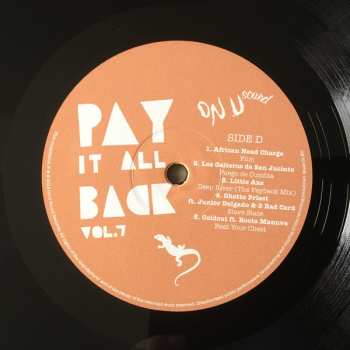 PAY
IT ALL
BACK
VOL.7
ON U sound
SIDE D
1. African Head Charge
Flim
2. Los Gaiteros de San Jacinto
Fuego de Cumbia
3. Little Axe
Deep River (The Payback Mix)
4. Ghetto Priest
ft. Junior Delgado & 2 Bad Card
Slave State
5. Coldcut ft. Roots Manuva
Beat Your Chest